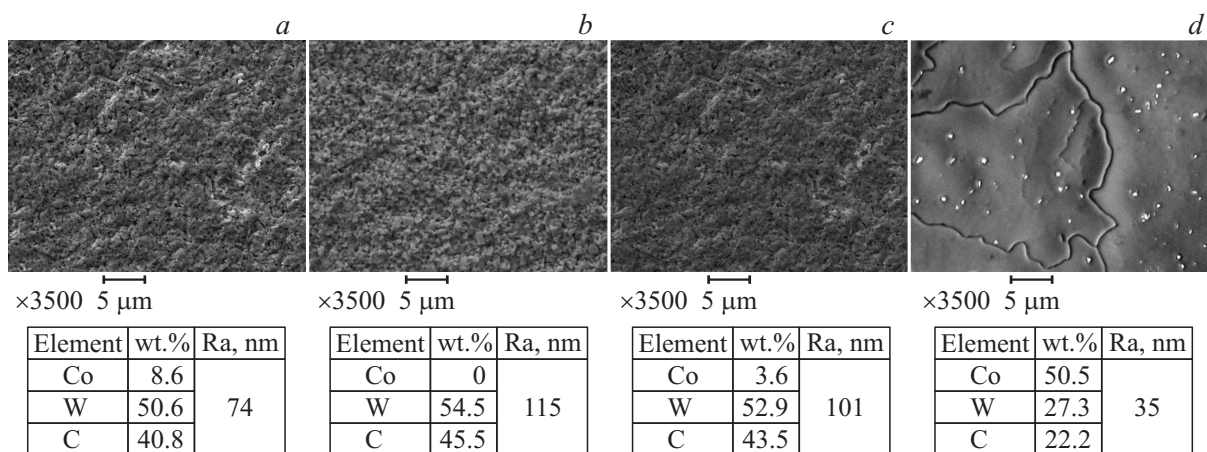 a b c d
×3500 5 μm ×3500 5 μm ×3500 5 μm ×3500 5 μm
Element wt.% Ra, nm
Co 8.6
W 50.6 74
C 40.8
Element wt.% Ra, nm
Co 0
W 54.5 115
C 45.5
Element wt.% Ra, nm
Co 3.6
W 52.9 101
C 43.5
Element wt.% Ra, nm
Co 50.5
W 27.3 35
C 22.2